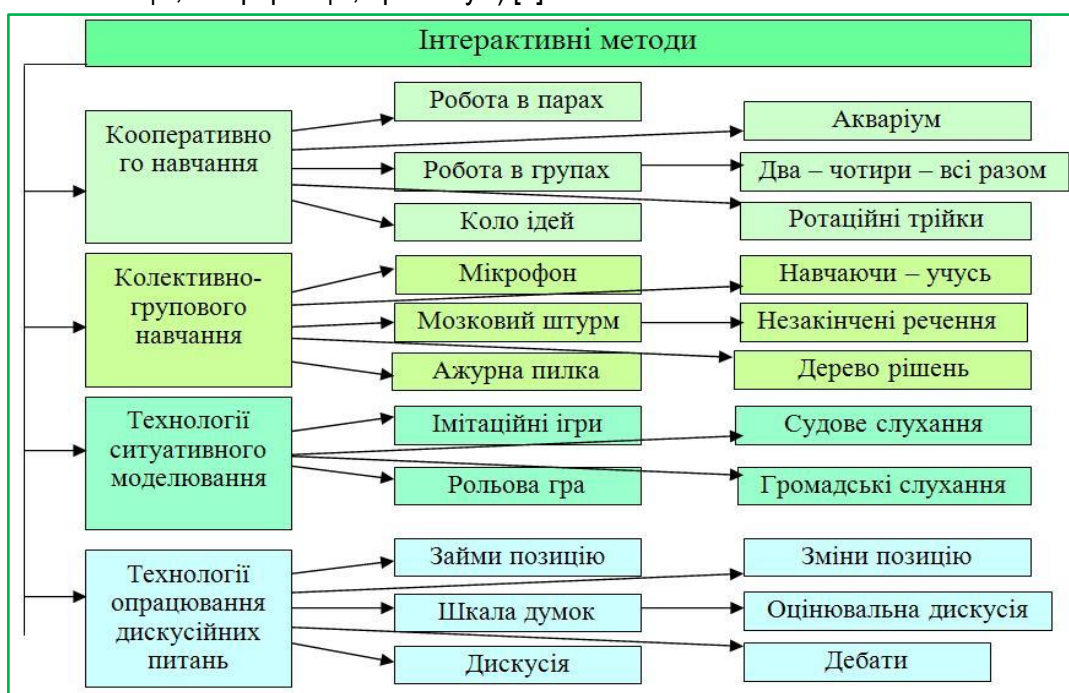 Інтерактивні методи
Кооперативно
го навчання
Робота в парах
Акваріум
Робота в групах
Два – чотири – всі разом
Коло ідей
Ротаційні трійки
Колективно-
групового
навчання
Мікрофон
Навчаючи – учусь
Мозковий штурм
Незакінчені речення
Ажурна пилка
Дерево рішень
Технології
ситуативного
моделювання
Імітаційні ігри
Судове слухання
Рольова гра
Громадські слухання
Технології
опрацювання
дискусійних
питань
Займи позицію
Зміни позицію
Шкала думок
Оцінювальна дискусія
Дискусія
Дебати